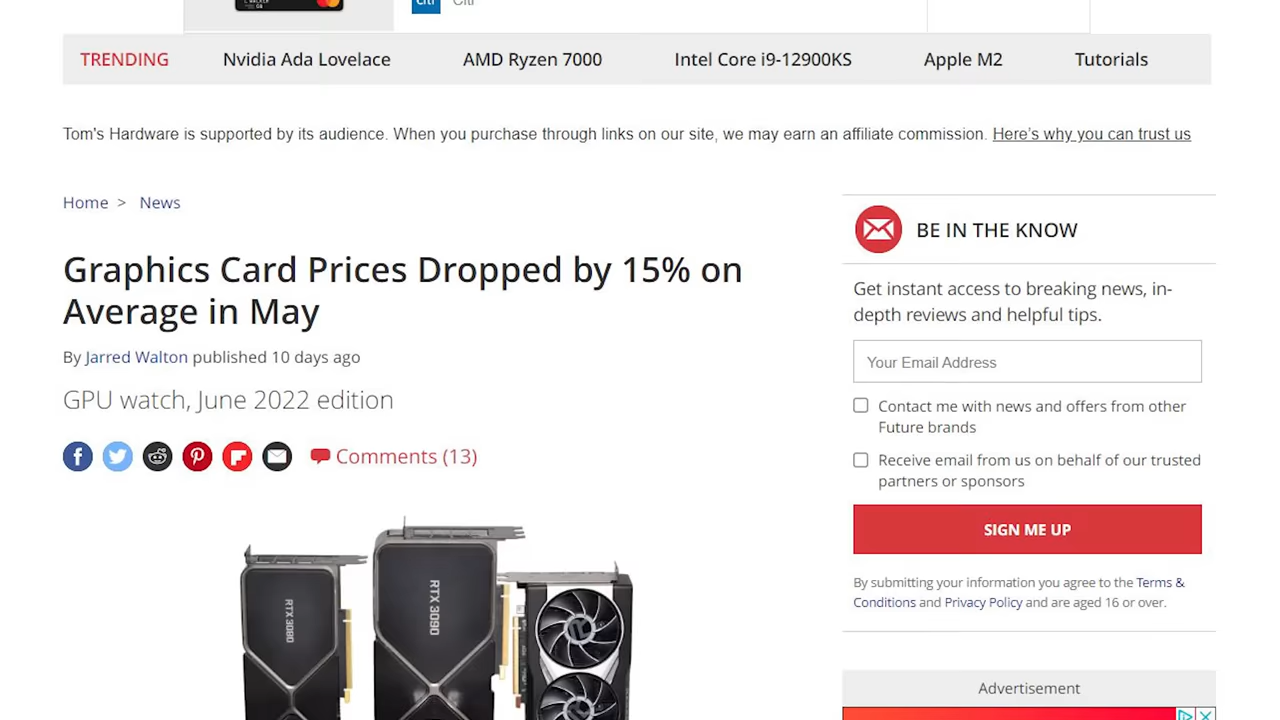 citi Citi
TRENDING Nvidia Ada Lovelace AMD Ryzen 7000 Intel Core i9-12900KS Apple M2 Tutorials
Tom's Hardware is supported by its audience. When you purchase through links on our site, we may earn an affiliate commission. Here's why you can trust us
Home > News
Graphics Card Prices Dropped by 15% on
Average in May
By Jarred Walton published 10 days ago
GPU watch, June 2022 edition
Comments (13)
RTX 3090
BE IN THE KNOW
Get instant access to breaking news, in-
depth reviews and helpful tips.
Your Email Address
Contact me with news and offers from other
Future brands
Receive email from us on behalf of our trusted
partners or sponsors
SIGN ME UP
By submitting your information you agree to the Terms &
Conditions and Privacy Policy and are aged 16 or over.
Advertisement